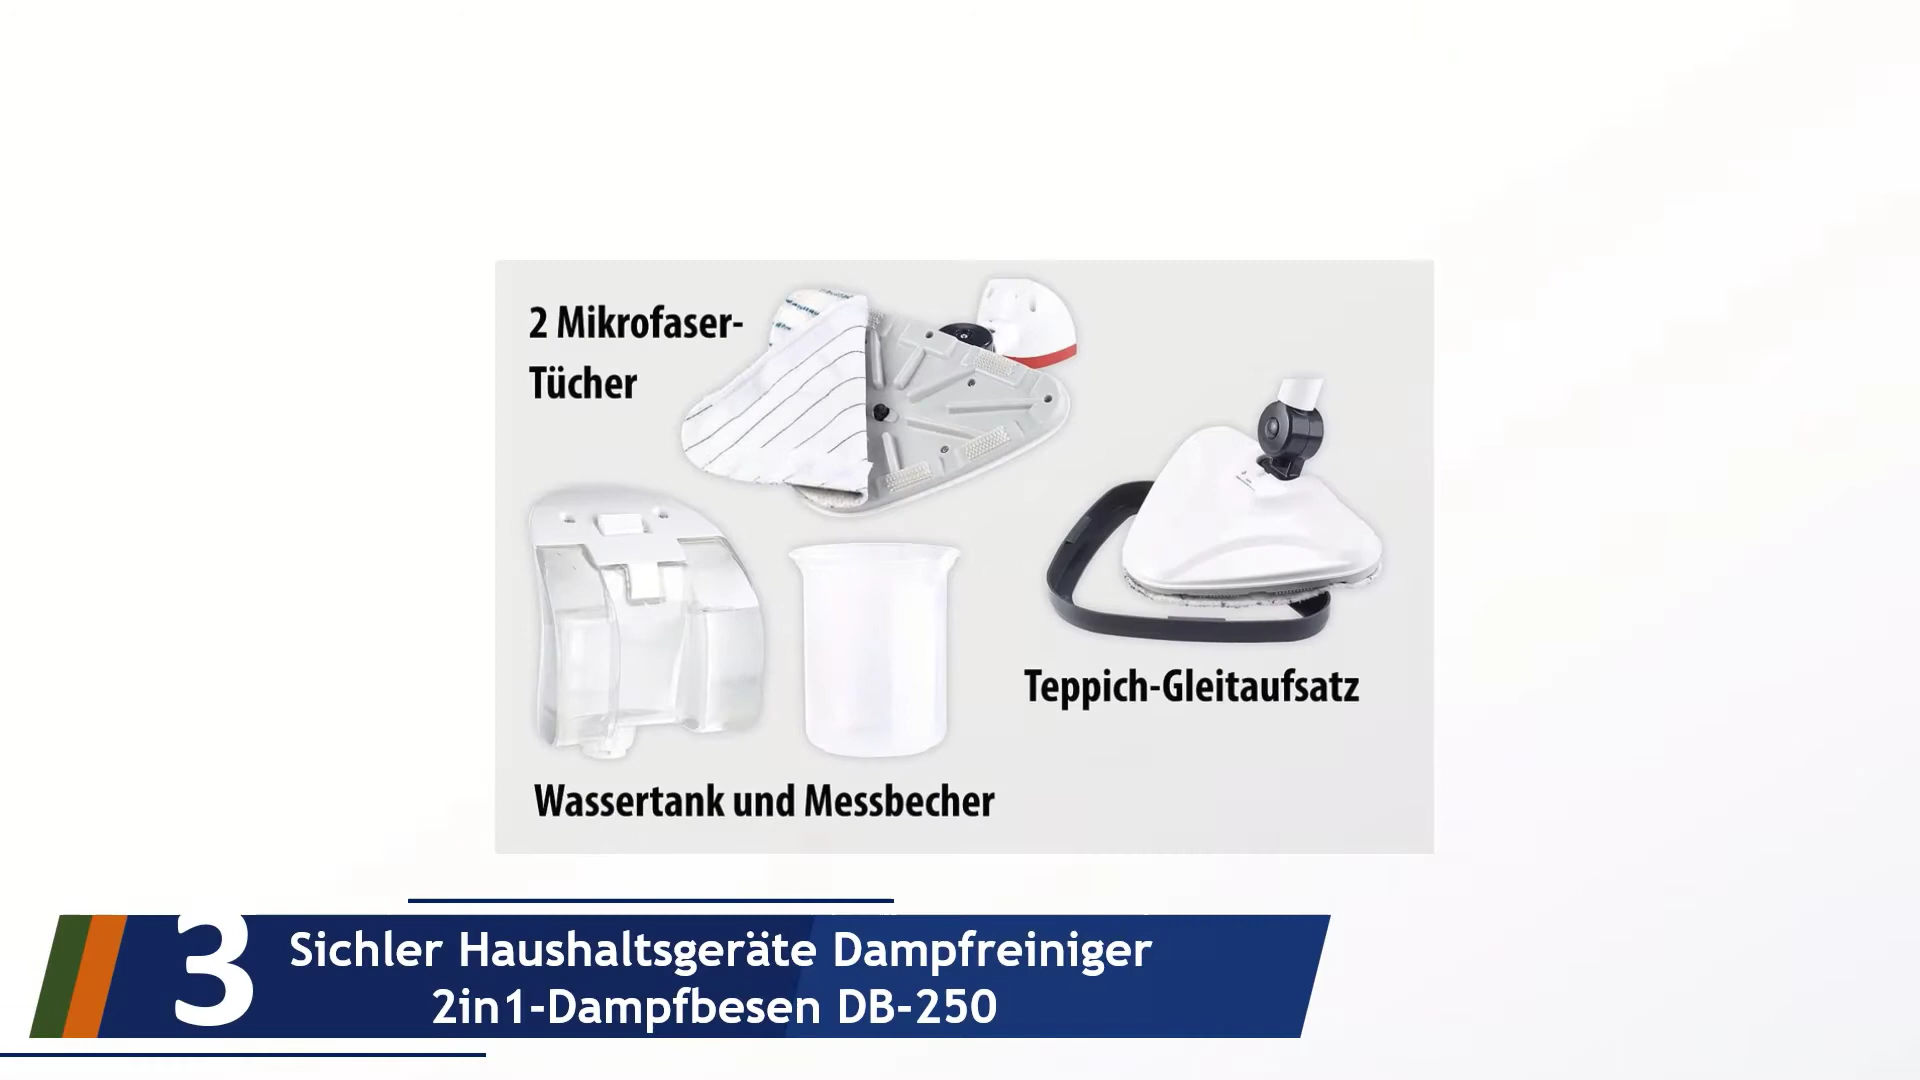 2 Mikrofaser-
Tücher
Teppich-Gleitaufsatz
Wassertank und Messbecher
3
Sichler Haushaltsgeräte Dampfreiniger
2in1-Dampfbesen DB-250